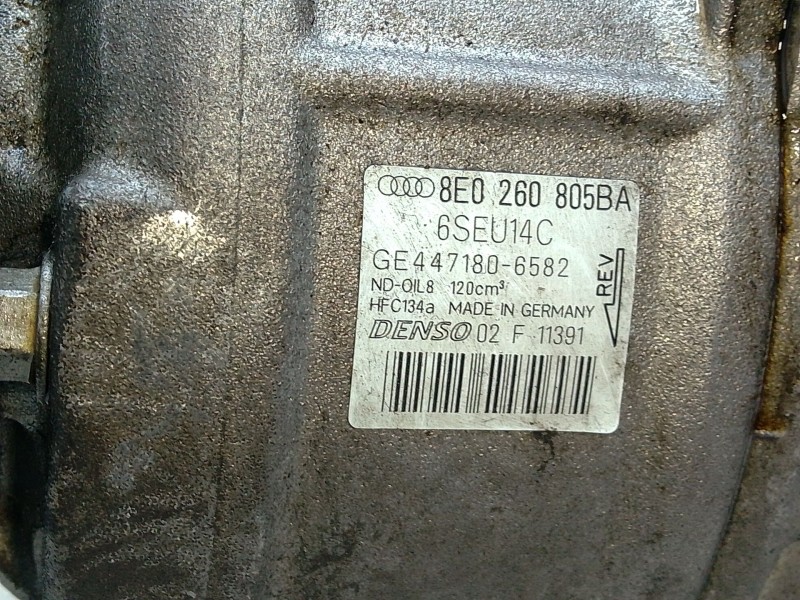 8E0 260 805BA
6SEU14C
GE447180-6582
ND-OIL8 120cm³
HFC134a MADE IN GERMANY
DENSO 02 F 11391
REV